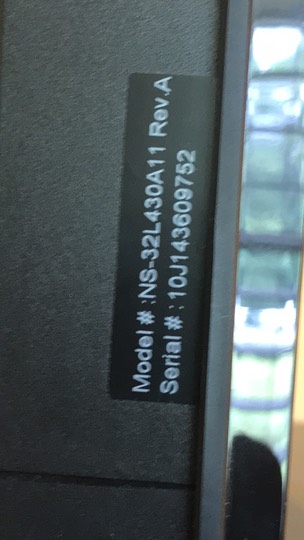 Model # :NS-32L430A11 Rev.A
Serial # : 10J143609752